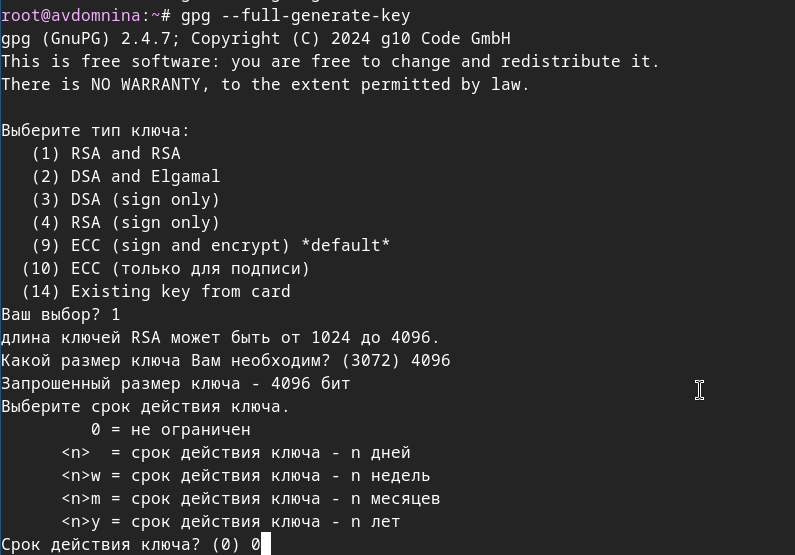 root@avdomnina:~# gpg --full-generate-key
gpg (GnuPG) 2.4.7; Copyright (C) 2024 g10 Code GmbH
This is free software: you are free to change and redistribute it.
There is NO WARRANTY, to the extent permitted by law.

Выберите тип ключа:
   (1) RSA and RSA
   (2) DSA and Elgamal
   (3) DSA (sign only)
   (4) RSA (sign only)
   (9) ECC (sign and encrypt) *default*
  (10) ECC (только для подписи)
  (14) Existing key from card
Ваш выбор? 1
длина ключей RSA может быть от 1024 до 4096.
Какой размер ключа Вам необходим? (3072) 4096
Запрошенный размер ключа - 4096 бит
Выберите срок действия ключа.
         0 = не ограничен
      <n>  = срок действия ключа - n дней
      <n>w = срок действия ключа - n недель
      <n>m = срок действия ключа - n месяцев
      <n>y = срок действия ключа - n лет
Срок действия ключа? (0) 0